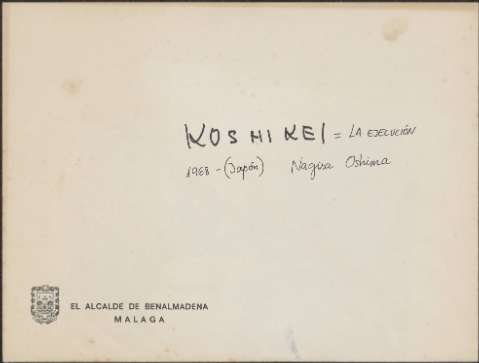 KOSHIKEI = LA EJECUCIÓN
1968 - (Japón) Nagisa Oshima
EL ALCALDE DE BENALMADENA
MALAGA